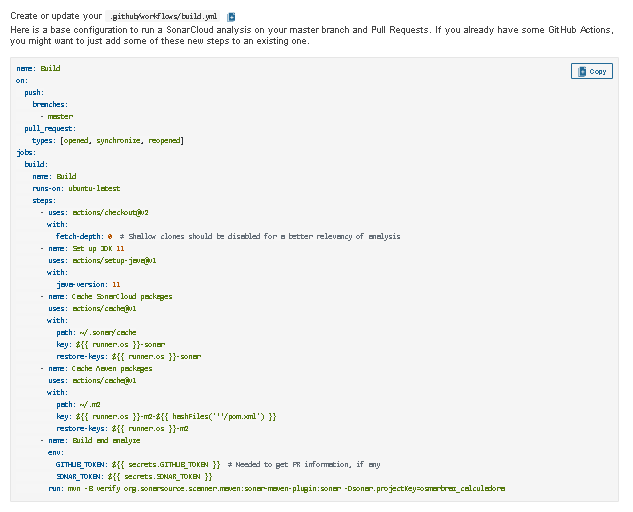 Create or update your .github/workflows/build.yml
Here is a base configuration to run a SonarCloud analysis on your master branch and Pull Requests. If you already have some GitHub Actions,
you might want to just add some of these new steps to an existing one.
Copy
name: Build
on:
  push:
    branches:
      - master
  pull_request:
    types: [opened, synchronize, reopened]
jobs:
  build:
    name: Build
    runs-on: ubuntu-latest
    steps:
      - uses: actions/checkout@v2
        with:
          fetch-depth: 0  # Shallow clones should be disabled for a better relevancy of analysis
      - name: Set up JDK 11
        uses: actions/setup-java@v1
        with:
          java-version: 11
      - name: Cache SonarCloud packages
        uses: actions/cache@v1
        with:
          path: ~/.sonar/cache
          key: ${{ runner.os }}-sonar
          restore-keys: ${{ runner.os }}-sonar
      - name: Cache Maven packages
        uses: actions/cache@v1
        with:
          path: ~/.m2
          key: ${{ runner.os }}-m2-${{ hashFiles('**/pom.xml') }}
          restore-keys: ${{ runner.os }}-m2
      - name: Build and analyze
        env:
          GITHUB_TOKEN: ${{ secrets.GITHUB_TOKEN }}  # Needed to get PR information, if any
          SONAR_TOKEN: ${{ secrets.SONAR_TOKEN }}
        run: mvn -B verify org.sonarsource.scanner.maven:sonar-maven-plugin:sonar -Dsonar.projectKey=osmarbraz_calculadora